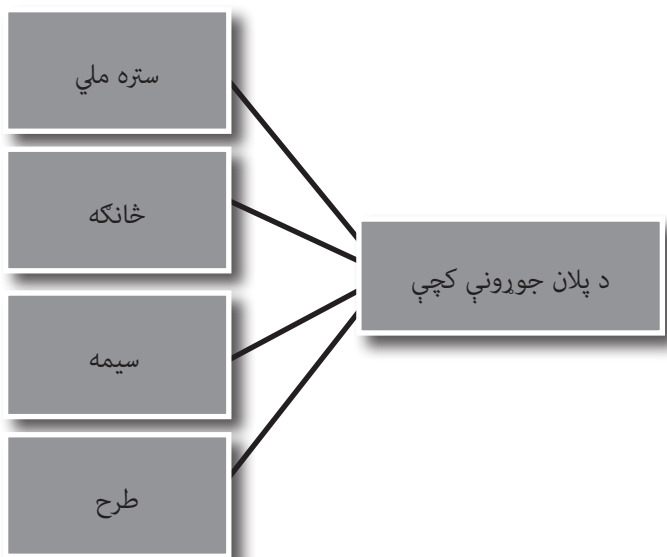 د پلان جوړونې کچې
ستره ملي
څانګه
سیمه
طرح